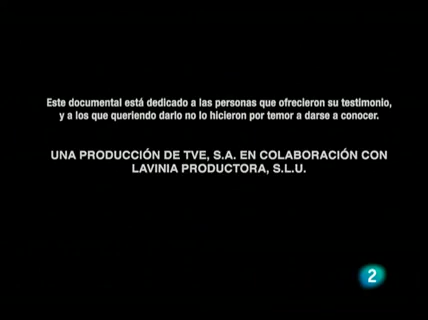 Este documental está dedicado a las personas que ofrecieron su testimonio,
y a los que queriendo darlo no lo hicieron por temor a darse a conocer.
UNA PRODUCCIÓN DE TVE, S.A. EN COLABORACIÓN CON
LAVINIA PRODUCTORA, S.L.U.
2